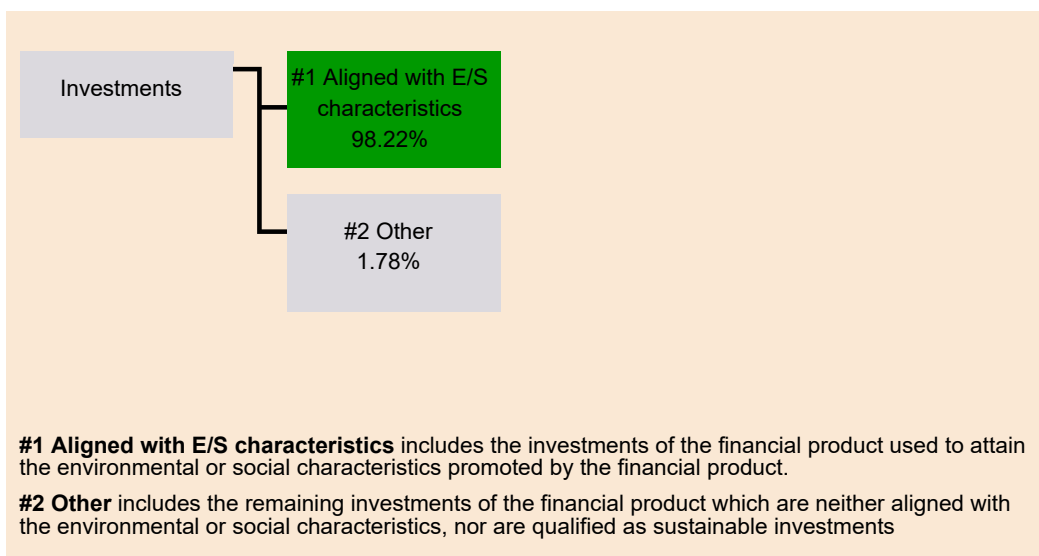 Investments
#1 Aligned with E/S
characteristics
98.22%
#2 Other
1.78%
#1 Aligned with E/S characteristics includes the investments of the financial product used to attain
the environmental or social characteristics promoted by the financial product.
#2 Other includes the remaining investments of the financial product which are neither aligned with
the environmental or social characteristics, nor are qualified as sustainable investments